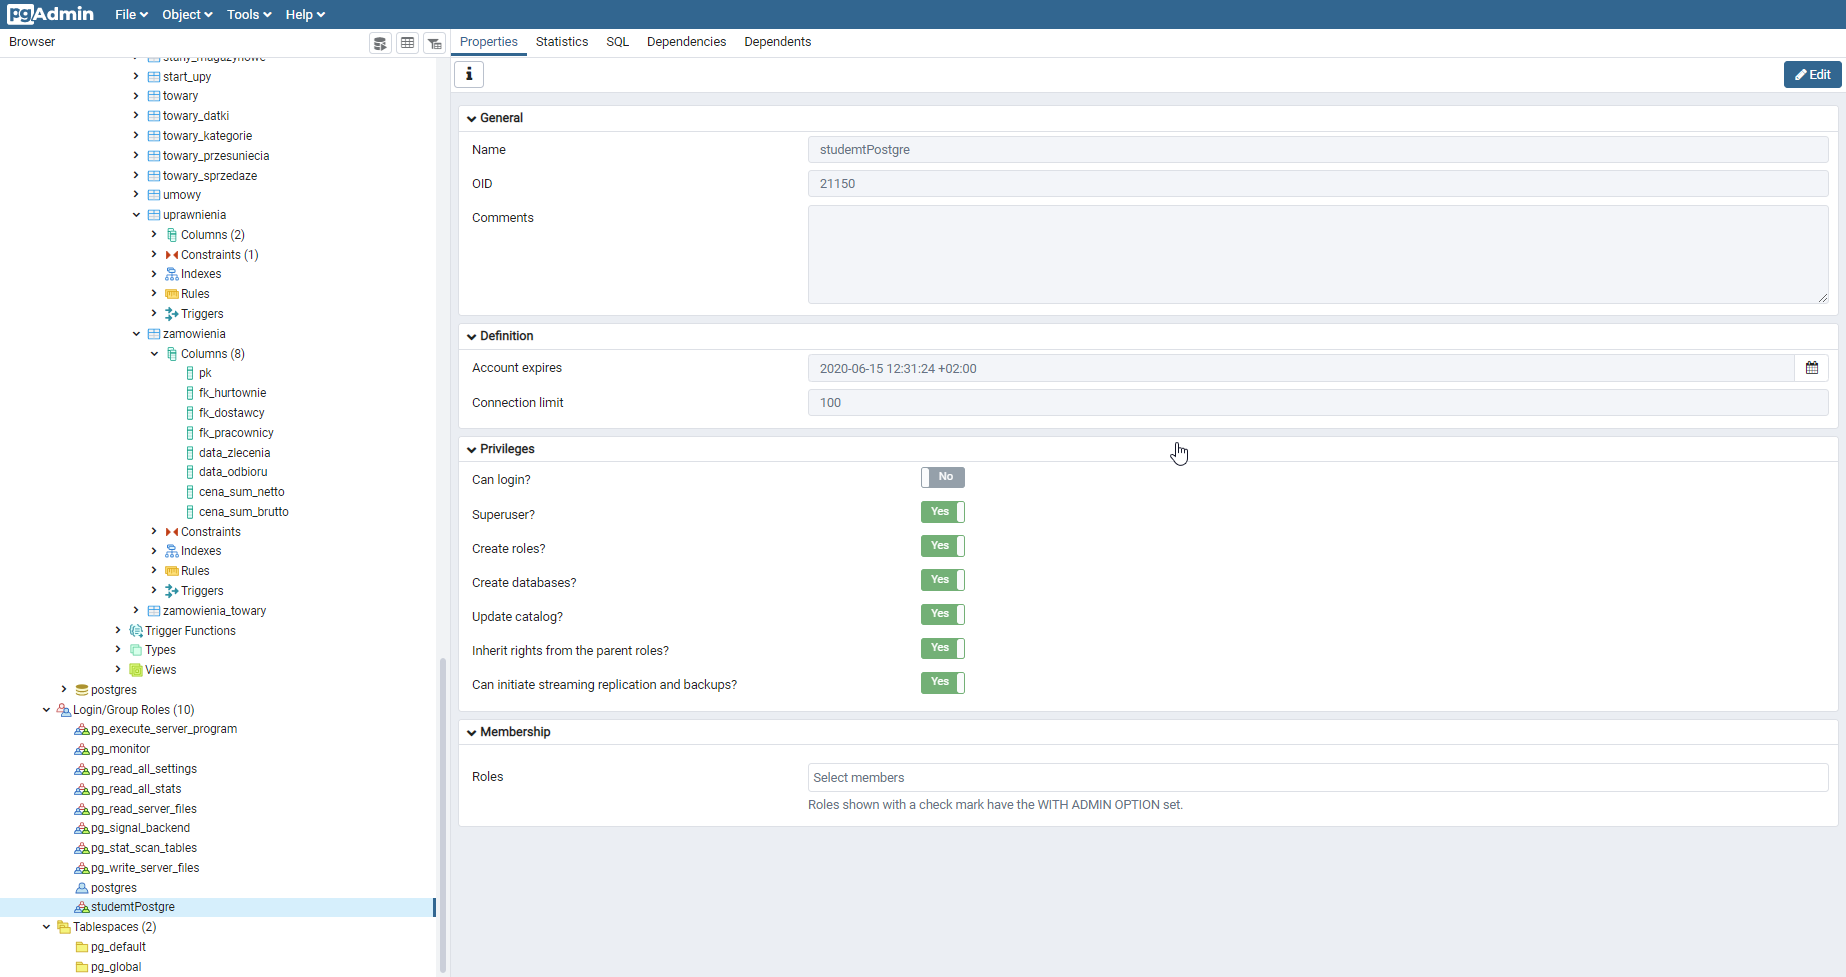 pgAdmin File Object Tools Help
Browser
Properties Statistics SQL Dependencies Dependents
stany_magazynowe
start_upy
towary
towary_datki
towary_kategorie
towary_przesuniecia
towary_sprzedaze
umowy
uprawnienia
Columns (2)
Constraints (1)
Indexes
Rules
Triggers
zamowienia
Columns (8)
pk
fk_hurtownie
fk_dostawcy
fk_pracownicy
data_zlecenia
data_odbioru
cena_sum_netto
cena_sum_brutto
Constraints
Indexes
Rules
Triggers
zamowienia_towary
Trigger Functions
Types
Views
postgres
Login/Group Roles (10)
pg_execute_server_program
pg_monitor
pg_read_all_settings
pg_read_all_stats
pg_read_server_files
pg_signal_backend
pg_stat_scan_tables
pg_write_server_files
postgres
studemtPostgre
Tablespaces (2)
pg_default
pg_global
i
Edit
General
Name studemtPostgre
OID 21150
Comments
Definition
Account expires 2020-06-15 12:31:24 +02:00
Connection limit 100
Privileges
Can login? No
Superuser? Yes
Create roles? Yes
Create databases? Yes
Update catalog? Yes
Inherit rights from the parent roles? Yes
Can initiate streaming replication and backups? Yes
Membership
Roles Select members
Roles shown with a check mark have the WITH ADMIN OPTION set.